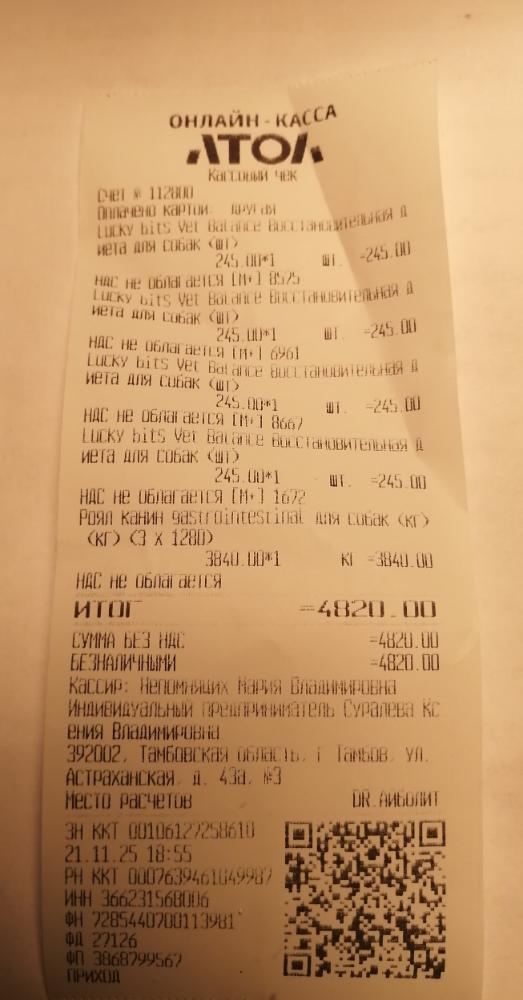 ОНЛАЙН-КАССА
АТОЛ
Кассовый чек
Счет № 112800
Оплачено картой: другая
Lucky bits Vet Balance Восстановительная д
иета для собак (шт)
245.00*1 шт. =245.00
НДС не облагается [М+] 8575
Lucky bits Vet Balance Восстановительная д
иета для собак (шт)
245.00*1 шт. =245.00
НДС не облагается [М+] 6961
Lucky bits Vet Balance Восстановительная д
иета для собак (шт)
245.00*1 шт. =245.00
НДС не облагается [М+] 8667
Lucky bits Vet Balance Восстановительная д
иета для собак (шт)
245.00*1 шт. =245.00
НДС не облагается [М+] 1672
Роял Канин gastrointestinal для собак (кг)
(кг) (3 х 1280)
3840.00*1 кг =3840.00
НДС не облагается
ИТОГ =4820.00
СУММА БЕЗ НДС =4820.00
БЕЗНАЛИЧНЫМИ =4820.00
Кассир: Непомнящих Мария Владимировна
Индивидуальный предприниматель Суралева Кс
ения Владимировна
392002, Тамбовская область, г Тамбов, ул.
Астраханская, д. 43а, №3
Место расчетов DR.Айболит
ЗН ККТ 00106127258610
21.11.25 18:55
РН ККТ 0007639461049987
ИНН 366231568006
ФН 7285440700113981
ФД 27126
ФП 3868799567
ПРИХОД